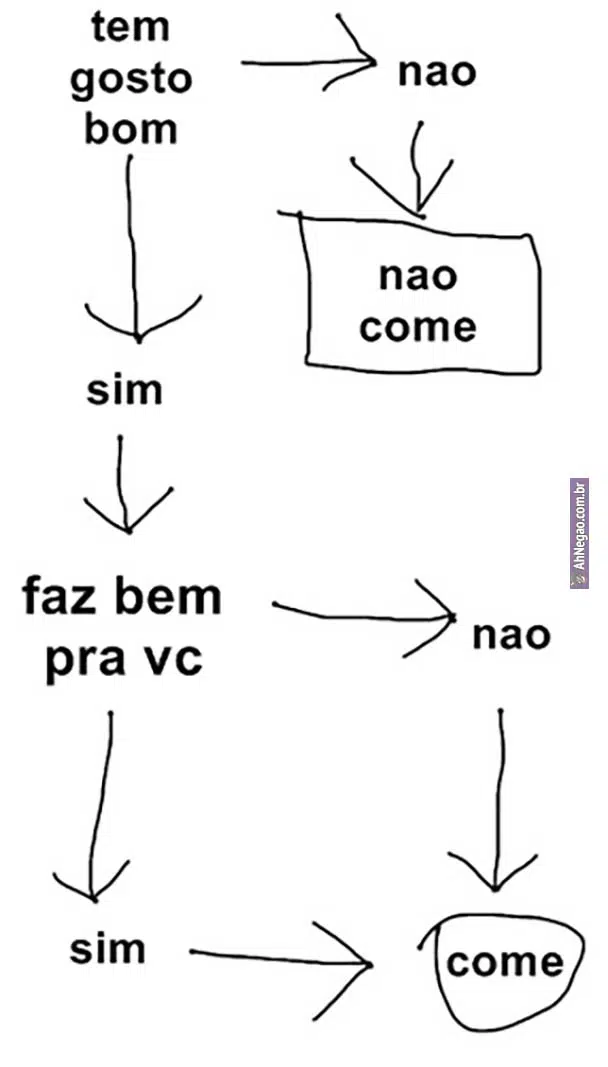 tem
gosto
bom
nao
nao
come
sim
AhNegao.com.br
faz bem
pra vc
nao
sim
come